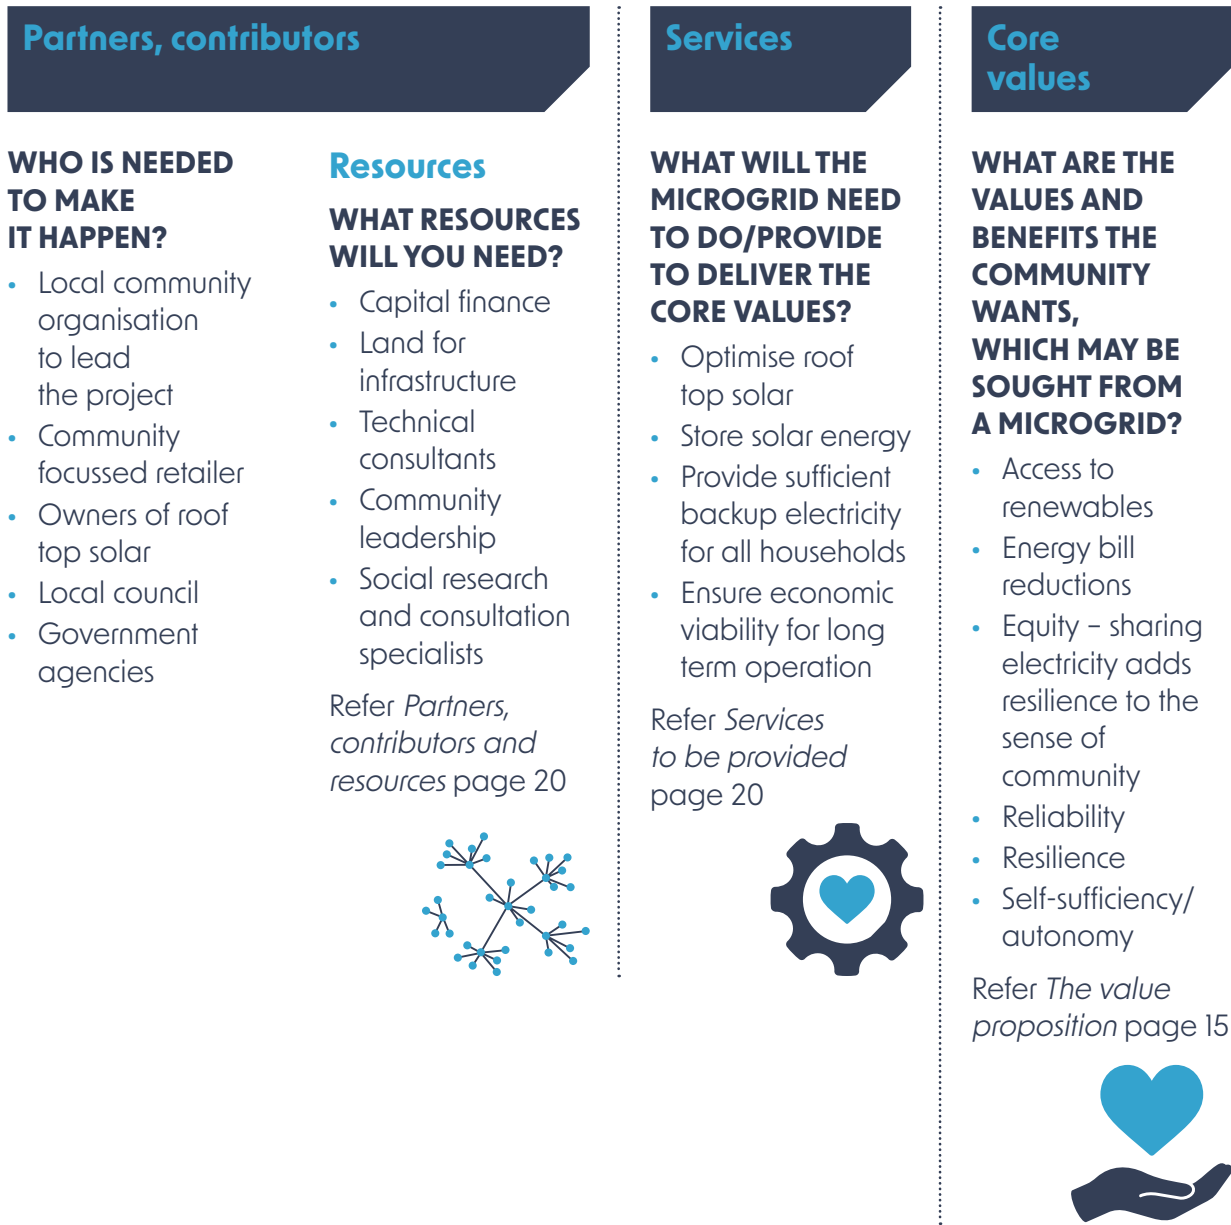 Partners, contributors
WHO IS NEEDED
TO MAKE
IT HAPPEN?
• Local community
organisation
to lead
the project
• Community
focussed retailer
• Owners of roof
top solar
• Local council
• Government
agencies
Resources
WHAT RESOURCES
WILL YOU NEED?
• Capital finance
• Land for
infrastructure
• Technical
consultants
• Community
leadership
• Social research
and consultation
specialists
Refer Partners,
contributors and
resources page 20
Services
WHAT WILL THE
MICROGRID NEED
TO DO/PROVIDE
TO DELIVER THE
CORE VALUES?
• Optimise roof
top solar
• Store solar energy
• Provide sufficient
backup electricity
for all households
• Ensure economic
viability for long
term operation
Refer Services
to be provided
page 20
Core
values
WHAT ARE THE
VALUES AND
BENEFITS THE
COMMUNITY
WANTS,
WHICH MAY BE
SOUGHT FROM
A MICROGRID?
• Access to
renewables
• Energy bill
reductions
• Equity – sharing
electricity adds
resilience to the
sense of
community
• Reliability
• Resilience
• Self-sufficiency/
autonomy
Refer The value
proposition page 15